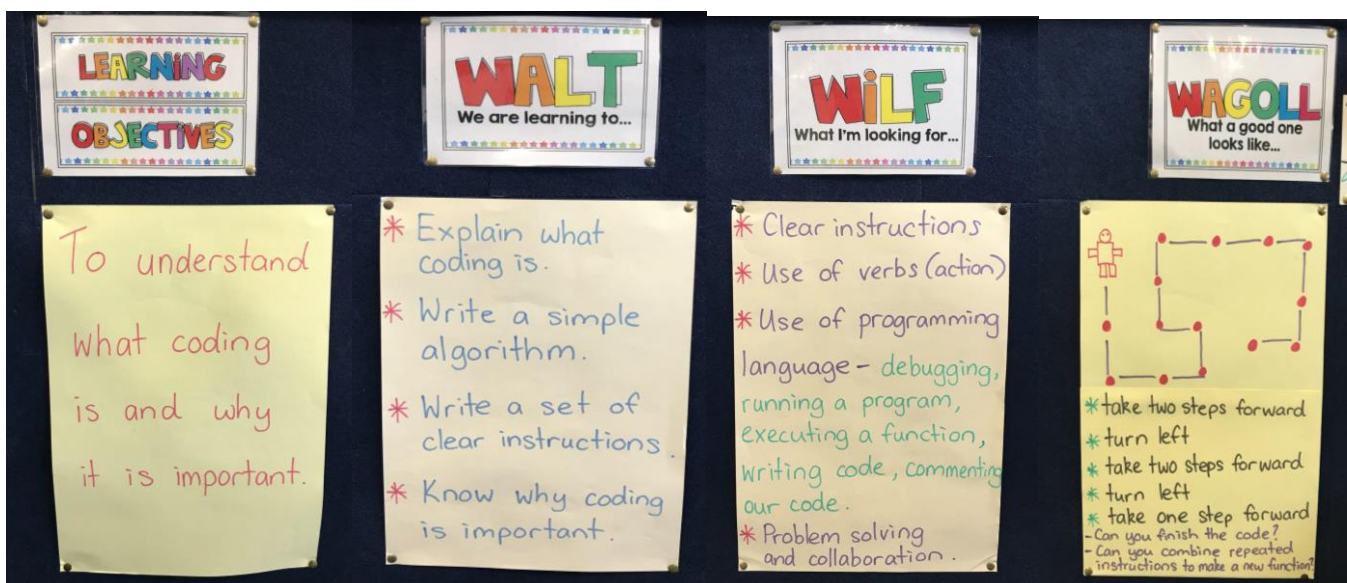 LEARNING
OBJECTIVES
To understand
what coding
is and why
it is important.
WALT
We are learning to...
* Explain what
coding is.
* Write a simple
algorithm.
* Write a set of
clear instructions.
* Know why coding
is important.
WiLF
What I'm looking for...
* Clear instructions
* Use of verbs (action)
* Use of programming
language - debugging,
running a program,
executing a function,
writing code, commenting
our code.
* Problem solving
and collaboration.
WAGOLL
What a good one
looks like...
* take two steps forward
* turn left
* take two steps forward
* turn left
* take one step forward
- Can you finish the code?
- Can you combine repeated
instructions to make a new function?